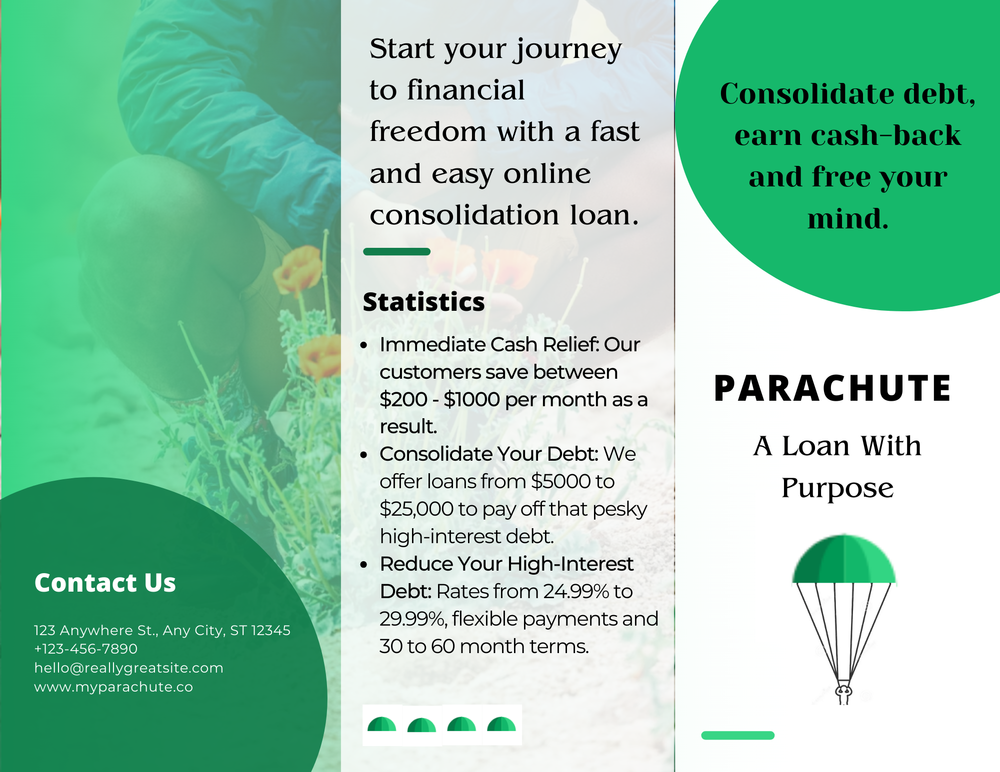 Start your journey
to financial
freedom with a fast
and easy online
consolidation loan.
Statistics
• Immediate Cash Relief: Our
customers save between
$200 - $1000 per month as a
result.
• Consolidate Your Debt: We
offer loans from $5000 to
$25,000 to pay off that pesky
high-interest debt.
• Reduce Your High-Interest
Debt: Rates from 24.99% to
29.99%, flexible payments and
30 to 60 month terms.
Contact Us
123 Anywhere St., Any City, ST 12345
+123-456-7890
hello@reallygreatsite.com
www.myparachute.co
Consolidate debt,
earn cash-back
and free your
mind.
PARACHUTE
A Loan With
Purpose